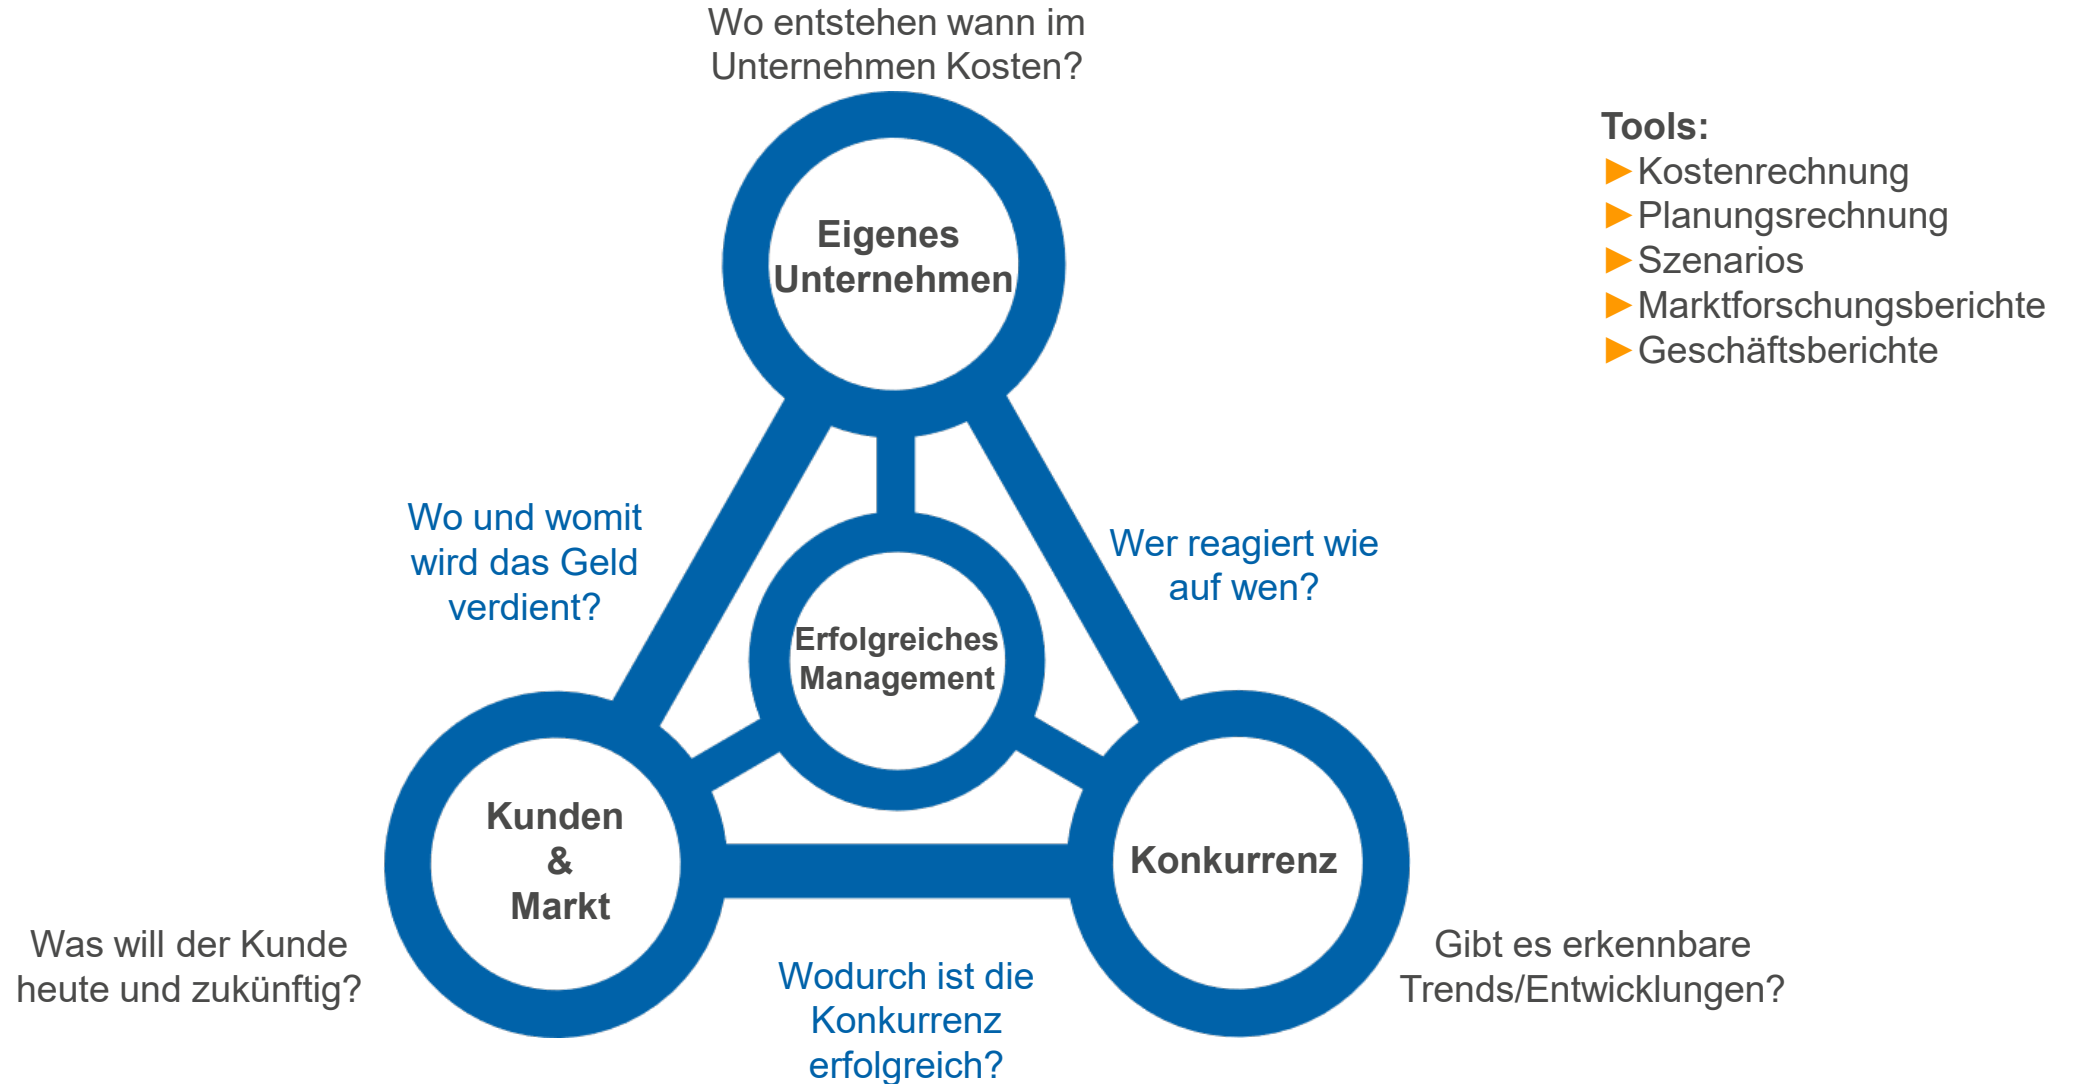 Wo entstehen wann im
Unternehmen Kosten?
Tools:
►Kostenrechnung
►Planungsrechnung
►Szenarios
►Marktforschungsberichte
►Geschäftsberichte
Eigenes
Unternehmen
Wo und womit
wird das Geld
verdient?
Wer reagiert wie
auf wen?
Erfolgreiches
Management
Kunden
&
Markt
Konkurrenz
Was will der Kunde
heute und zukünftig?
Wodurch ist die
Konkurrenz
erfolgreich?
Gibt es erkennbare
Trends/Entwicklungen?